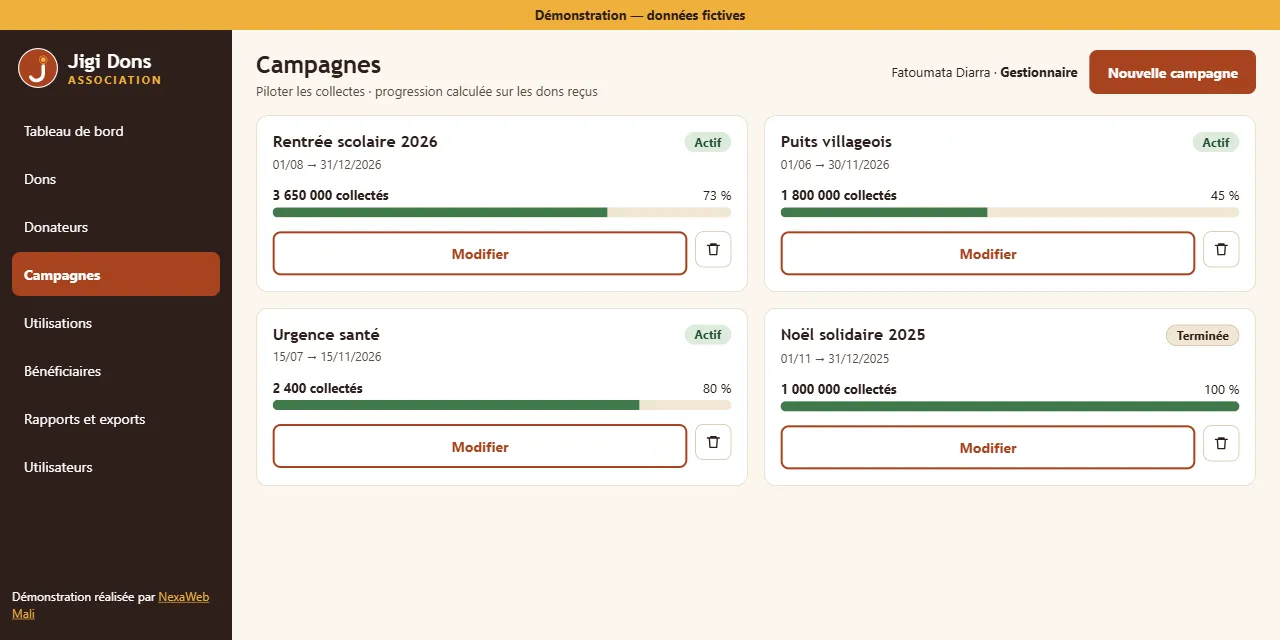 Démonstration — données fictives
Jigi Dons
ASSOCIATION
Tableau de bord
Dons
Donateurs
Campagnes
Utilisations
Bénéficiaires
Rapports et exports
Utilisateurs
Démonstration réalisée par NexaWeb
Mali
Campagnes
Piloter les collectes · progression calculée sur les dons reçus
Fatoumata Diarra · Gestionnaire
Nouvelle campagne
Rentrée scolaire 2026
Actif
01/08 → 31/12/2026
3 650 000 collectés
73 %
Modifier
Puits villageois
Actif
01/06 → 30/11/2026
1 800 000 collectés
45 %
Modifier
Urgence santé
Actif
15/07 → 15/11/2026
2 400 collectés
80 %
Modifier
Noël solidaire 2025
Terminée
01/11 → 31/12/2025
1 000 000 collectés
100 %
Modifier